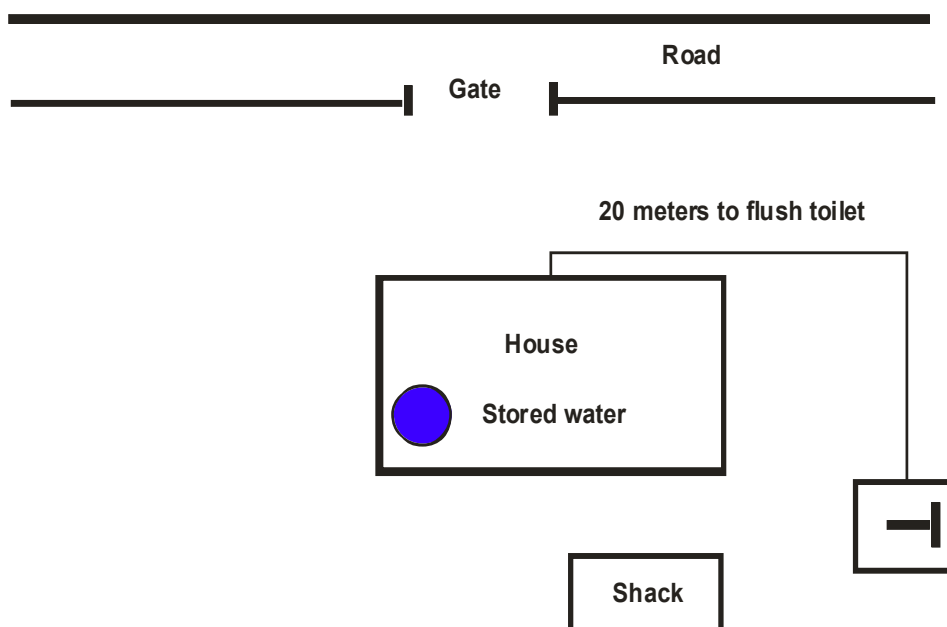 Road
Gate
20 meters to flush toilet
House
Stored water
Shack